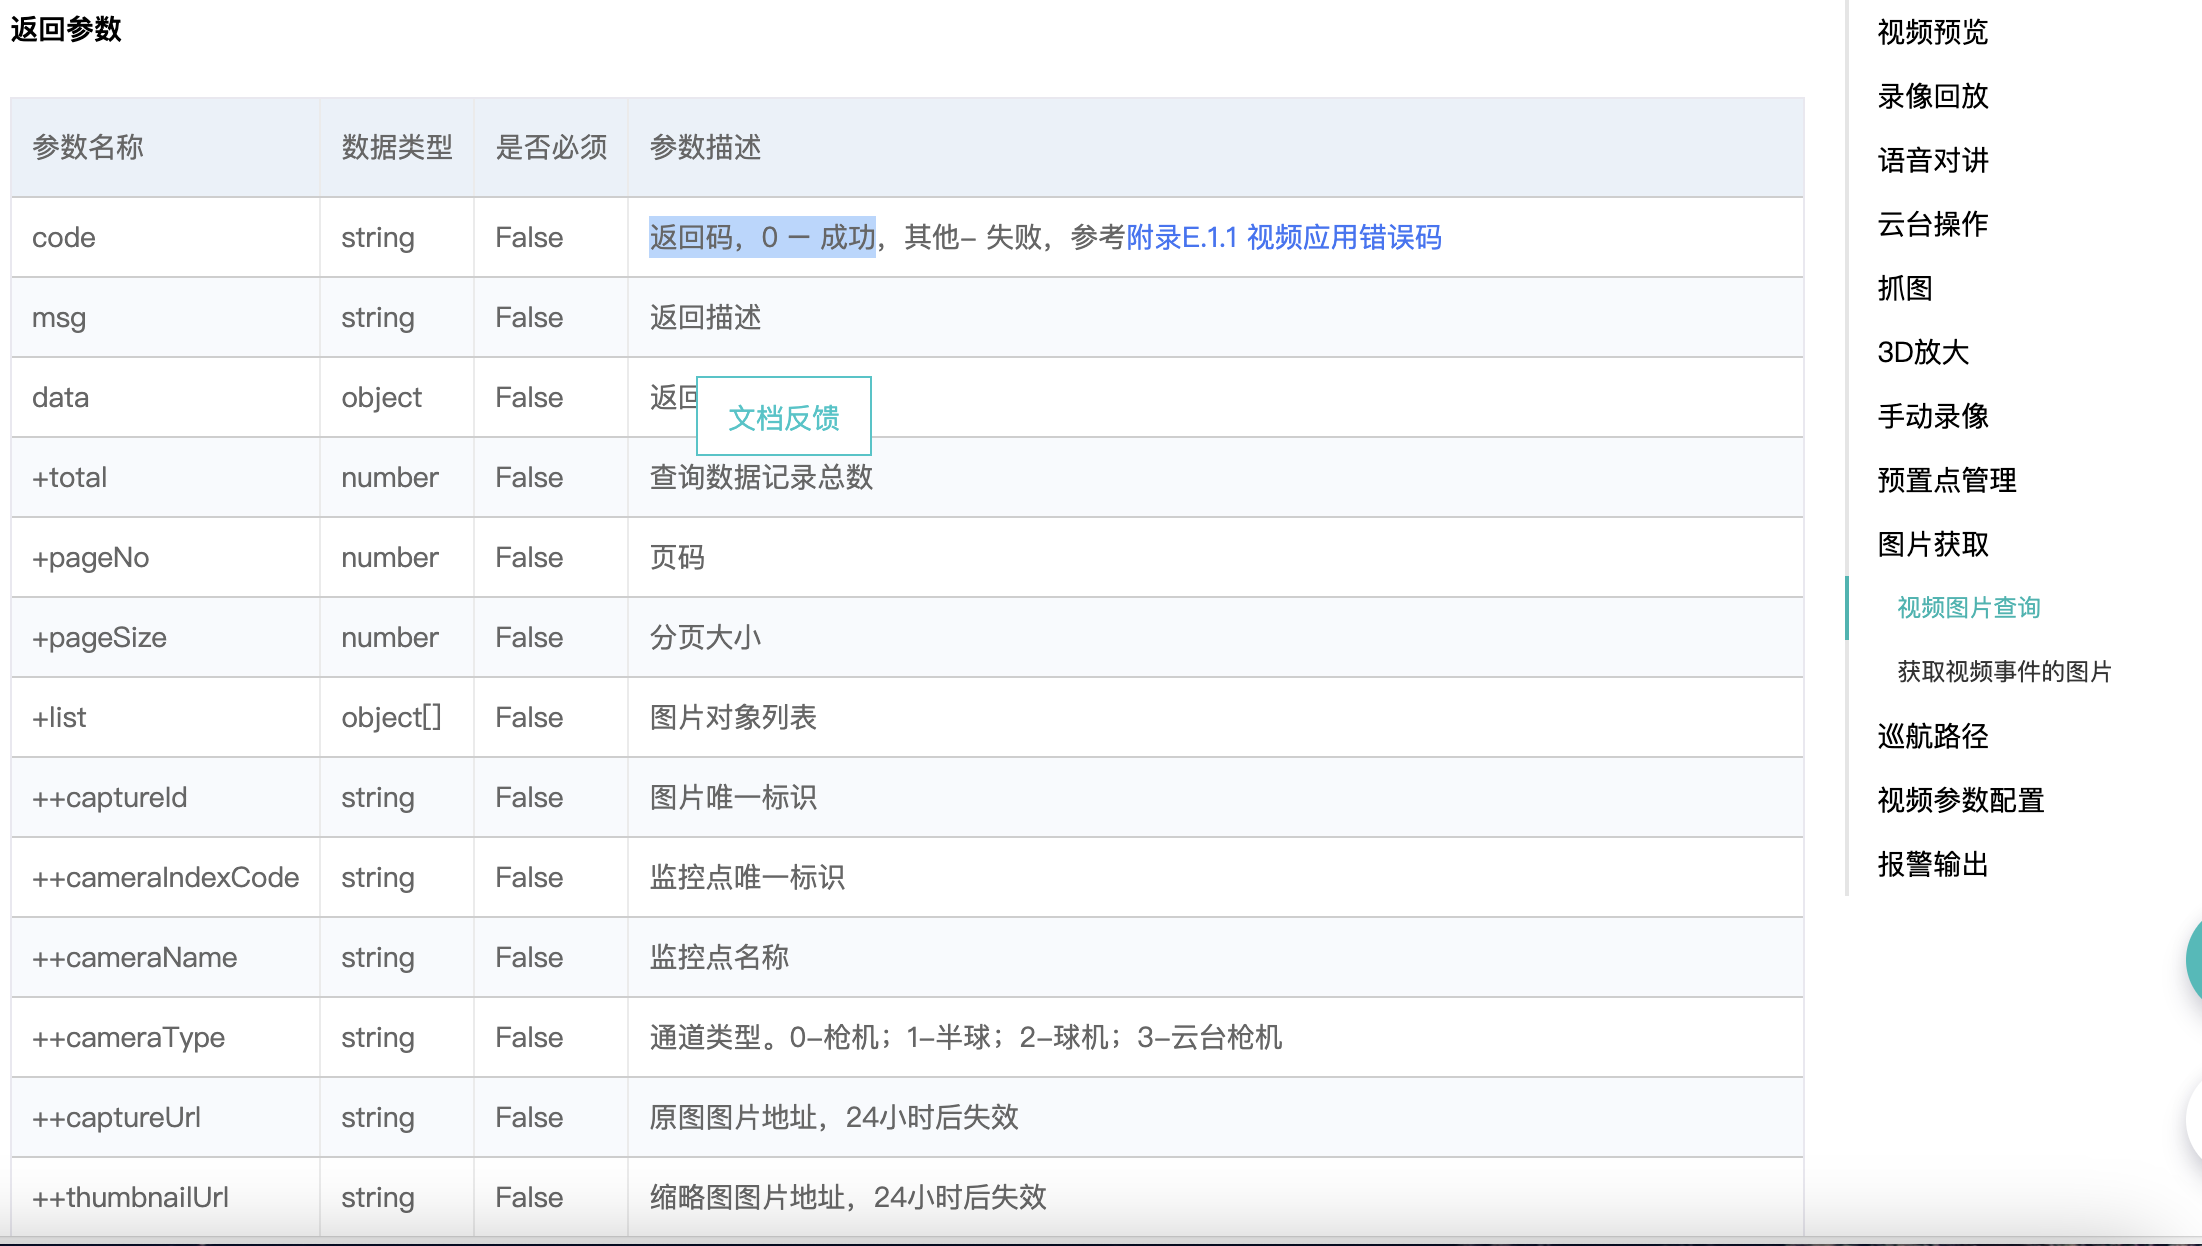 返回参数
参数名称 数据类型 是否必须 参数描述
code string False 返回码，0 – 成功，其他- 失败，参考附录E.1.1 视频应用错误码
msg string False 返回描述
data object False 返回
文档反馈
+total number False 查询数据记录总数
+pageNo number False 页码
+pageSize number False 分页大小
+list object[] False 图片对象列表
++captureId string False 图片唯一标识
++cameraIndexCode string False 监控点唯一标识
++cameraName string False 监控点名称
++cameraType string False 通道类型。0-枪机；1-半球；2-球机；3-云台枪机
++captureUrl string False 原图图片地址，24小时后失效
++thumbnailUrl string False 缩略图图片地址，24小时后失效
视频预览
录像回放
语音对讲
云台操作
抓图
3D放大
手动录像
预置点管理
图片获取
视频图片查询
获取视频事件的图片
巡航路径
视频参数配置
报警输出